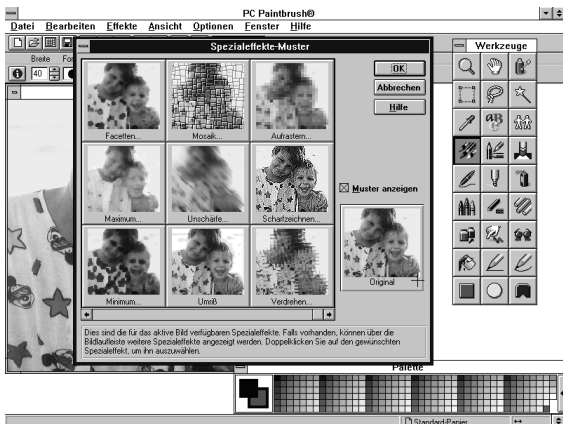 PC Paintbrush®
Datei Bearbeiten Effekte Ansicht Optionen Fenster Hilfe
Spezialeffekte-Muster
Werkzeuge
Breite
40
Facetten...
Mosaik...
Aufrastern...
OK
Abbrechen
Hilfe
Maximum...
Unschärfe...
Scharfzeichnen...
Muster anzeigen
Minimum...
Umriß
Verdrehen...
Original
Dies sind die für das aktive Bild verfügbaren Spezialeffekte. Falls vorhanden, können über die
Bildlaufleiste weitere Spezialeffekte angezeigt werden. Doppelklicken Sie auf den gewünschten
Spezialeffekt, um ihn auszuwählen.
Palette
Standard-Papier